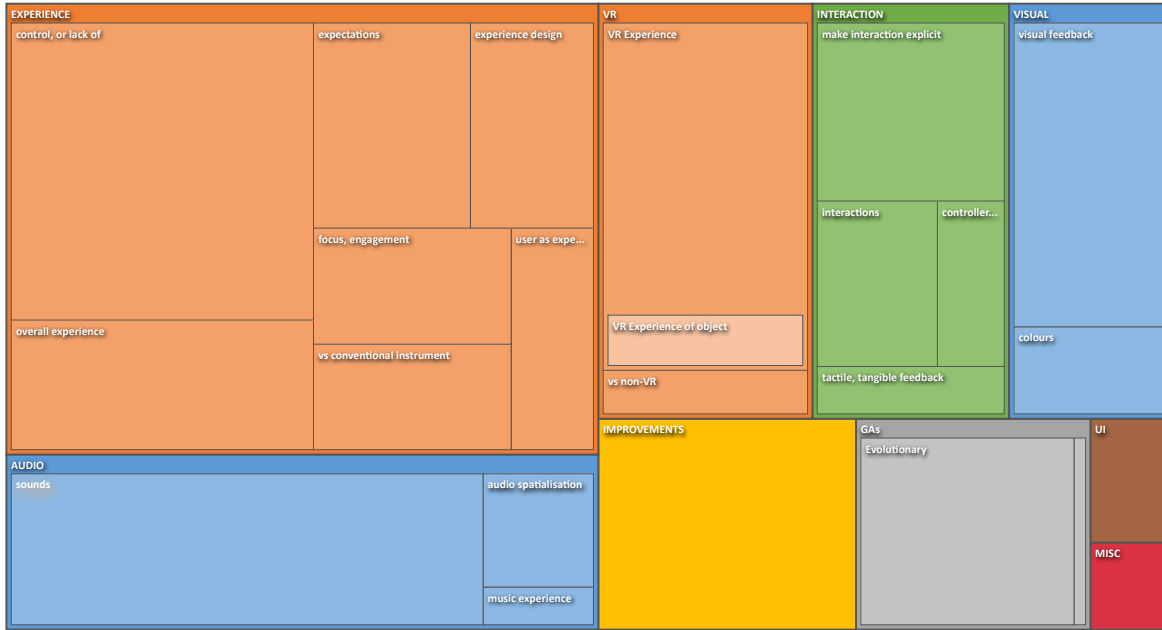 EXPERIENCE
control, or lack of
expectations
experience design
focus, engagement
user as expe...
overall experience
vs conventional instrument
VR
VR Experience
VR Experience of object
vs non-VR
INTERACTION
make interaction explicit
interactions
controller...
tactile, tangible feedback
VISUAL
visual feedback
colours
AUDIO
sounds
audio spatialisation
music experience
IMPROVEMENTS
GAs
Evolutionary
UI
MISC